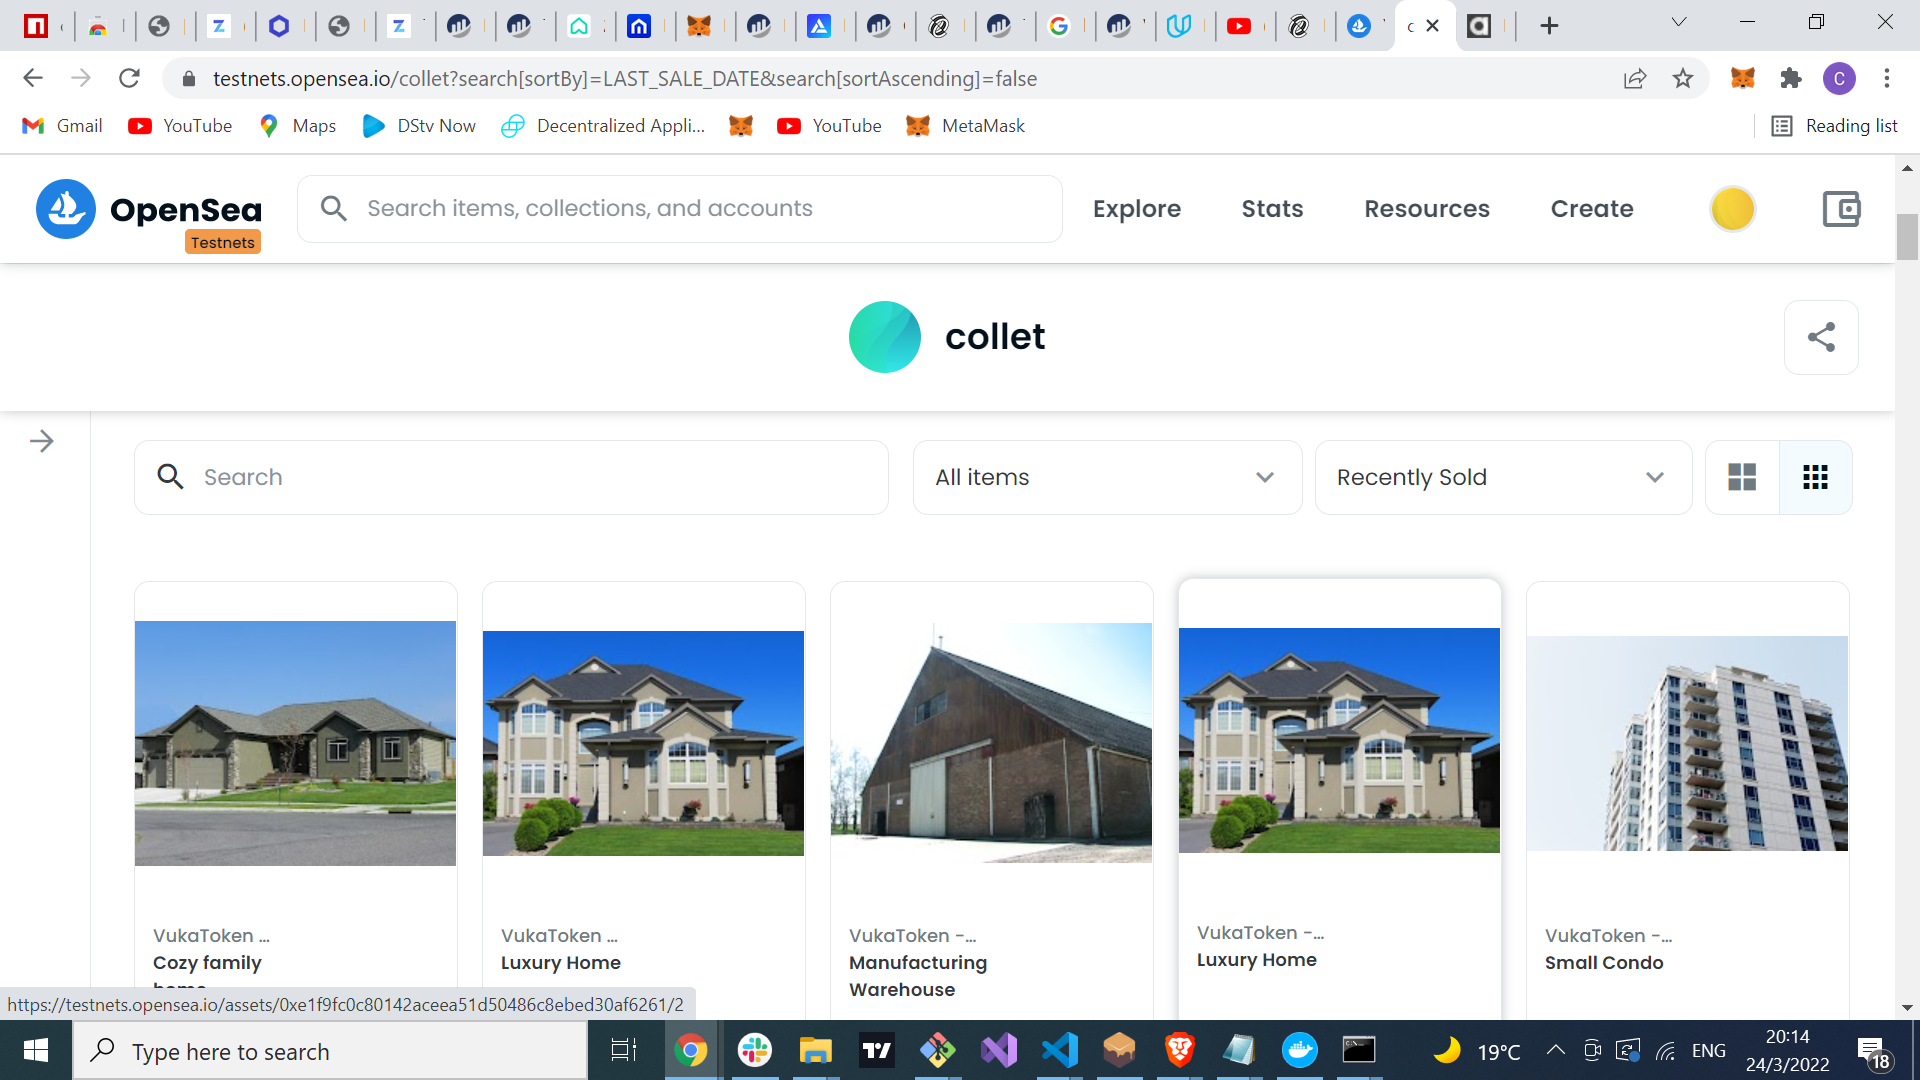 testnets.opensea.io/collet?search[sortBy]=LAST_SALE_DATE&search[sortAscending]=false
C
Gmail
YouTube
Maps
DStv Now
Decentralized Appli...
YouTube
MetaMask
Reading list
OpenSea
Testnets
Search items, collections, and accounts
Explore
Stats
Resources
Create
collet
Search
All items
Recently Sold
VukaToken ...
Cozy family
VukaToken ...
Luxury Home
VukaToken -...
Manufacturing
Warehouse
VukaToken -...
Luxury Home
VukaToken -...
Small Condo
https://testnets.opensea.io/assets/0xe1f9fc0c80142aceea51d50486c8ebed30af6261/2
Type here to search
19°C
ENG
20:14
24/3/2022
18